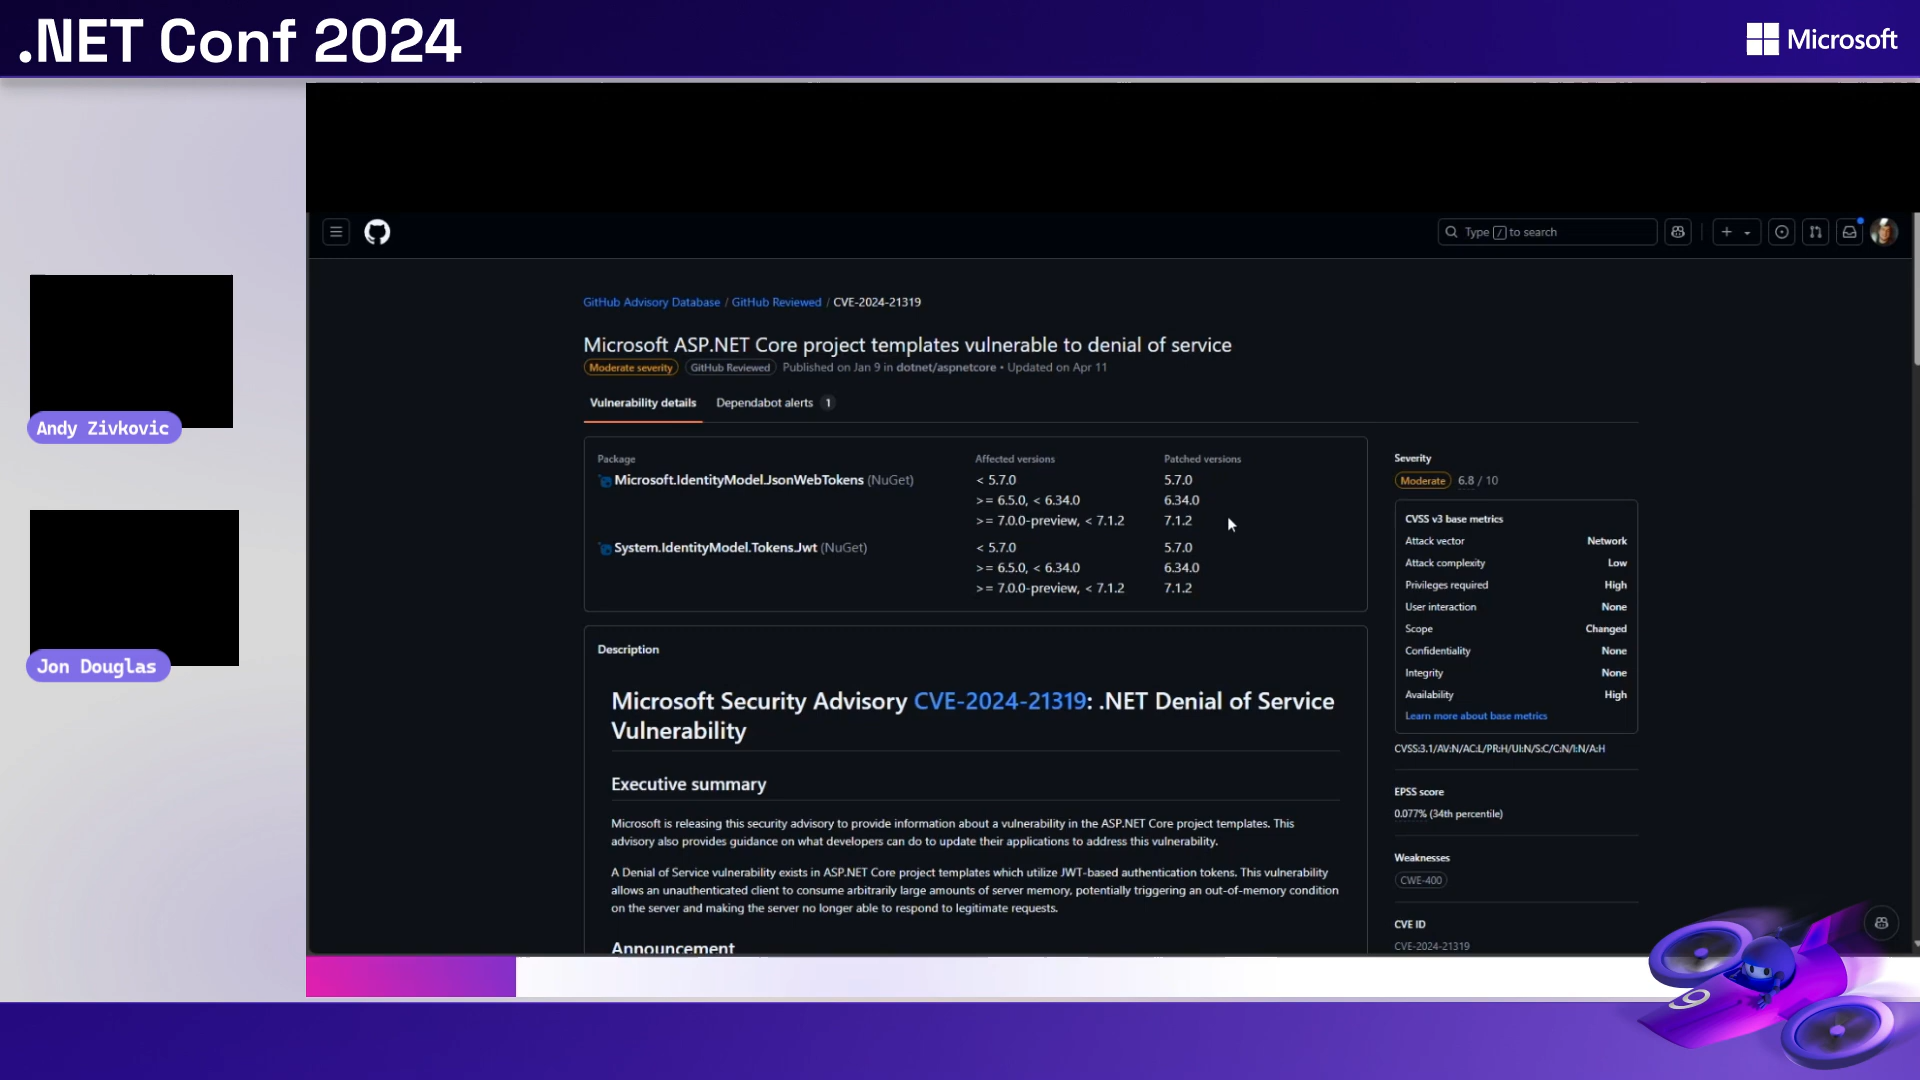 .NET Conf 2024
Microsoft
Type / to search
GitHub Advisory Database / GitHub Reviewed / CVE-2024-21319
Microsoft ASP.NET Core project templates vulnerable to denial of service
Moderate severity GitHub Reviewed Published on Jan 9 in dotnet/aspnetcore • Updated on Apr 11
Vulnerability details Dependabot alerts 1
Package Affected versions Patched versions
Microsoft.IdentityModel.JsonWebTokens (NuGet) < 5.7.0 5.7.0
>= 6.5.0, < 6.34.0 6.34.0
>= 7.0.0-preview, < 7.1.2 7.1.2
System.IdentityModel.Tokens.Jwt (NuGet) < 5.7.0 5.7.0
>= 6.5.0, < 6.34.0 6.34.0
>= 7.0.0-preview, < 7.1.2 7.1.2
Description
Microsoft Security Advisory CVE-2024-21319: .NET Denial of Service
Vulnerability
Executive summary
Microsoft is releasing this security advisory to provide information about a vulnerability in the ASP.NET Core project templates. This
advisory also provides guidance on what developers can do to update their applications to address this vulnerability.
A Denial of Service vulnerability exists in ASP.NET Core project templates which utilize JWT-based authentication tokens. This vulnerability
allows an unauthenticated client to consume arbitrarily large amounts of server memory, potentially triggering an out-of-memory condition
on the server and making the server no longer able to respond to legitimate requests.
Announcement
Severity
Moderate 6.8 / 10
CVSS v3 base metrics
Attack vector Network
Attack complexity Low
Privileges required High
User interaction None
Scope Changed
Confidentiality None
Integrity None
Availability High
Learn more about base metrics
CVSS:3.1/AV:N/AC:L/PR:H/UI:N/S:C/C:N/I:N/A:H
EPSS score
0.077% (34th percentile)
Weaknesses
CWE-400
CVE ID
CVE-2024-21319
Andy Zivkovic
Jon Douglas
9